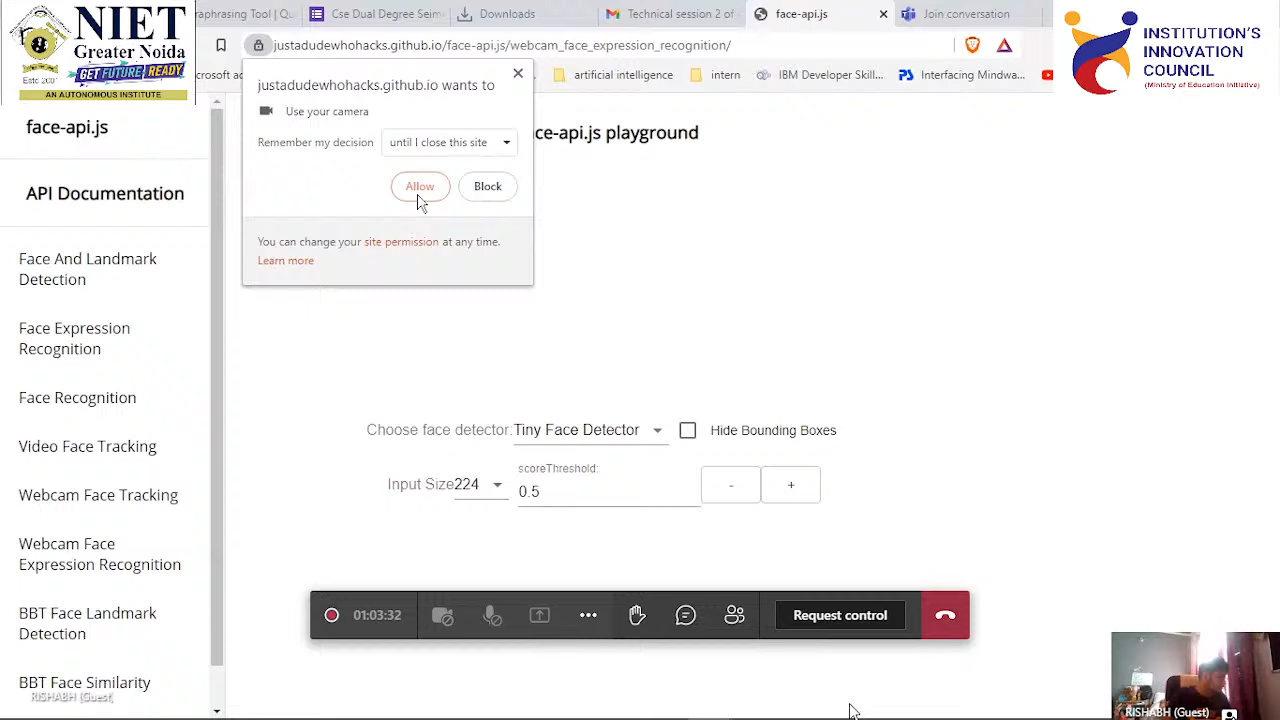 NIET
Greater Noida
GET FUTURE READY
Estd 2001
AN AUTONOMOUS INSTITUTE
araphrasing Tool | Qu
Cse Dual Degree Seme
Downloads
Technical session 2 of
face-api.js
Join conversation
justadudewhohacks.github.io/face-api.js/webcam_face_expression_recognition/
icrosoft ac
artificial intelligence
intern
IBM Developer Skill...
Interfacing Mindwa...
INSTITUTION'S
INNOVATION
COUNCIL
(Ministry of Education Initiative)
justadudewhohacks.github.io wants to
Use your camera
Remember my decision
until I close this site
Allow
Block
You can change your site permission at any time.
Learn more
face-api.js
ce-api.js playground
API Documentation
Face And Landmark
Detection
Face Expression
Recognition
Face Recognition
Video Face Tracking
Webcam Face Tracking
Webcam Face
Expression Recognition
BBT Face Landmark
Detection
BBT Face Similarity
RISHABH (Guest)
Choose face detector:
Tiny Face Detector
Hide Bounding Boxes
Input Size
224
scoreThreshold:
0.5
-
+
01:03:32
Request control
RISHABH (Guest)